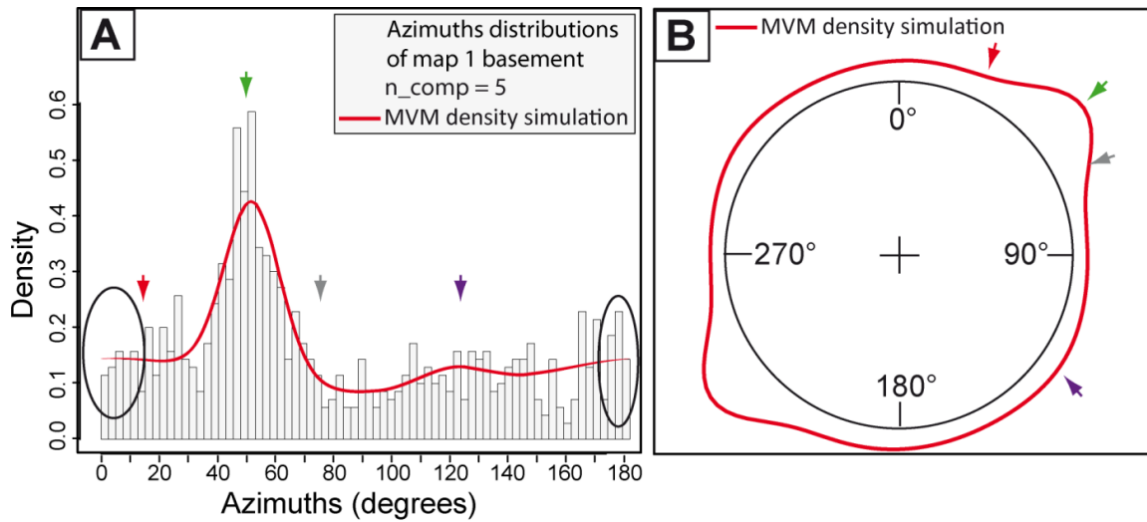 A
Azimuths distributions
of map 1 basement
n_comp = 5
MVM density simulation
Density
0.6
0.5
0.4
0.3
0.2
0.1
0.0
0 20 40 60 80 100 120 140 160 180
Azimuths (degrees)
B
MVM density simulation
0°
270° 90°
180°